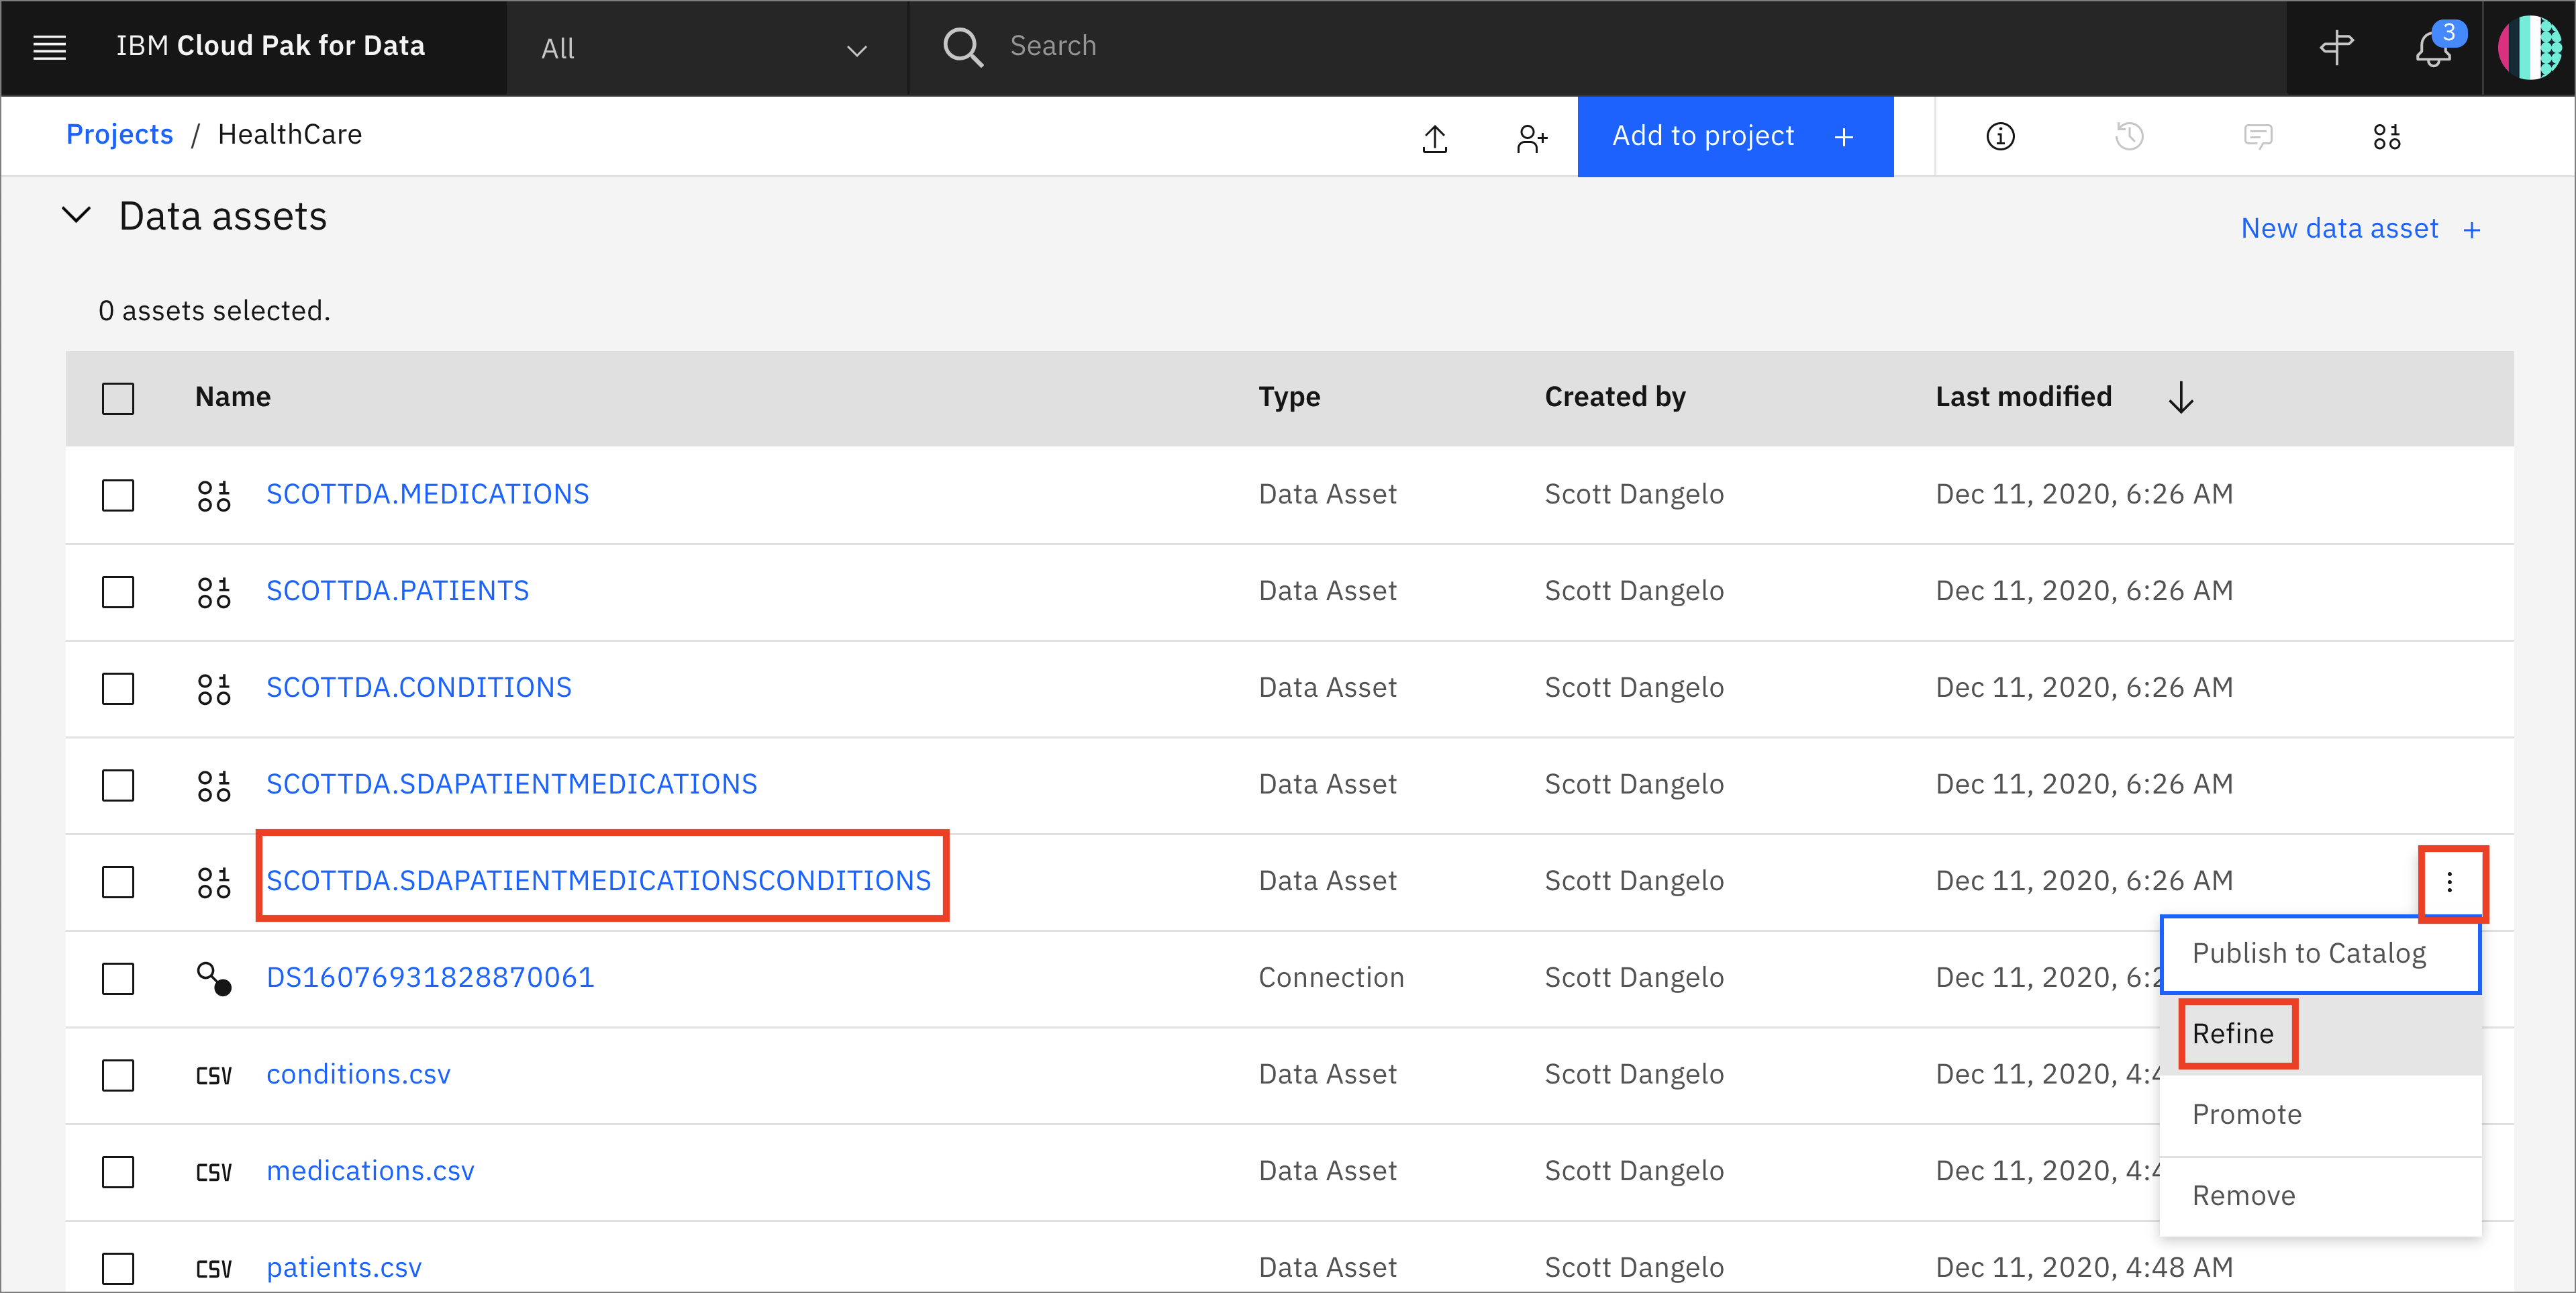 IBM Cloud Pak for Data All Search 3
Projects / HealthCare Add to project +
Data assets
New data asset +
0 assets selected.
Name Type Created by Last modified
SCOTTDA.MEDICATIONS Data Asset Scott Dangelo Dec 11, 2020, 6:26 AM
SCOTTDA.PATIENTS Data Asset Scott Dangelo Dec 11, 2020, 6:26 AM
SCOTTDA.CONDITIONS Data Asset Scott Dangelo Dec 11, 2020, 6:26 AM
SCOTTDA.SDAPATIENTMEDICATIONS Data Asset Scott Dangelo Dec 11, 2020, 6:26 AM
SCOTTDA.SDAPATIENTMEDICATIONSCONDITIONS Data Asset Scott Dangelo Dec 11, 2020, 6:26 AM
Publish to Catalog
DS16076931828870061 Connection Scott Dangelo Dec 11, 2020,
Refine
CSV conditions.csv Data Asset Scott Dangelo Dec 11, 2020,
Promote
CSV medications.csv Data Asset Scott Dangelo Dec 11, 2020,
Remove
CSV patients.csv Data Asset Scott Dangelo Dec 11, 2020, 4:48 AM